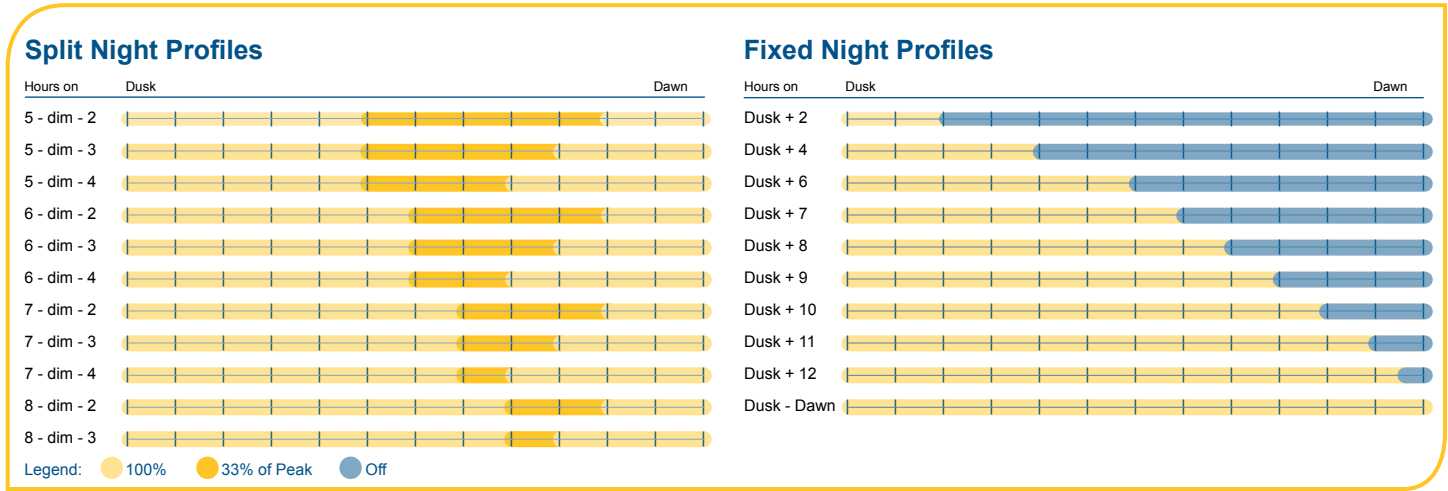 Split Night Profiles
Hours on Dusk Dawn
5 - dim - 2
5 - dim - 3
5 - dim - 4
6 - dim - 2
6 - dim - 3
6 - dim - 4
7 - dim - 2
7 - dim - 3
7 - dim - 4
8 - dim - 2
8 - dim - 3
Legend: 100% 33% of Peak Off
Fixed Night Profiles
Hours on Dusk Dawn
Dusk + 2
Dusk + 4
Dusk + 6
Dusk + 7
Dusk + 8
Dusk + 9
Dusk + 10
Dusk + 11
Dusk + 12
Dusk - Dawn